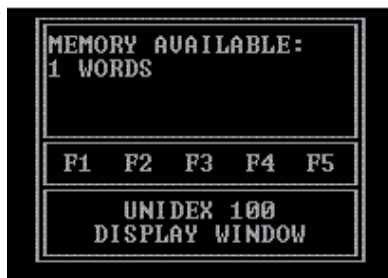 MEMORY AVAILABLE:
1 WORDS
F1 F2 F3 F4 F5
UNIDEX 100
DISPLAY WINDOW